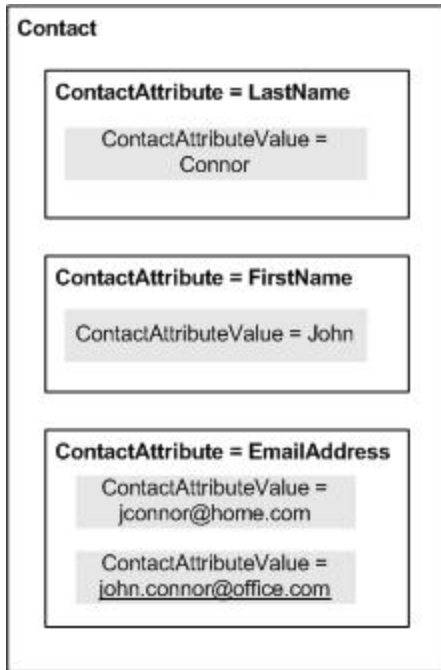 Contact
ContactAttribute = LastName
ContactAttributeValue =
Connor
ContactAttribute = FirstName
ContactAttributeValue = John
ContactAttribute = EmailAddress
ContactAttributeValue =
jconnor@home.com
ContactAttributeValue =
john.connor@office.com